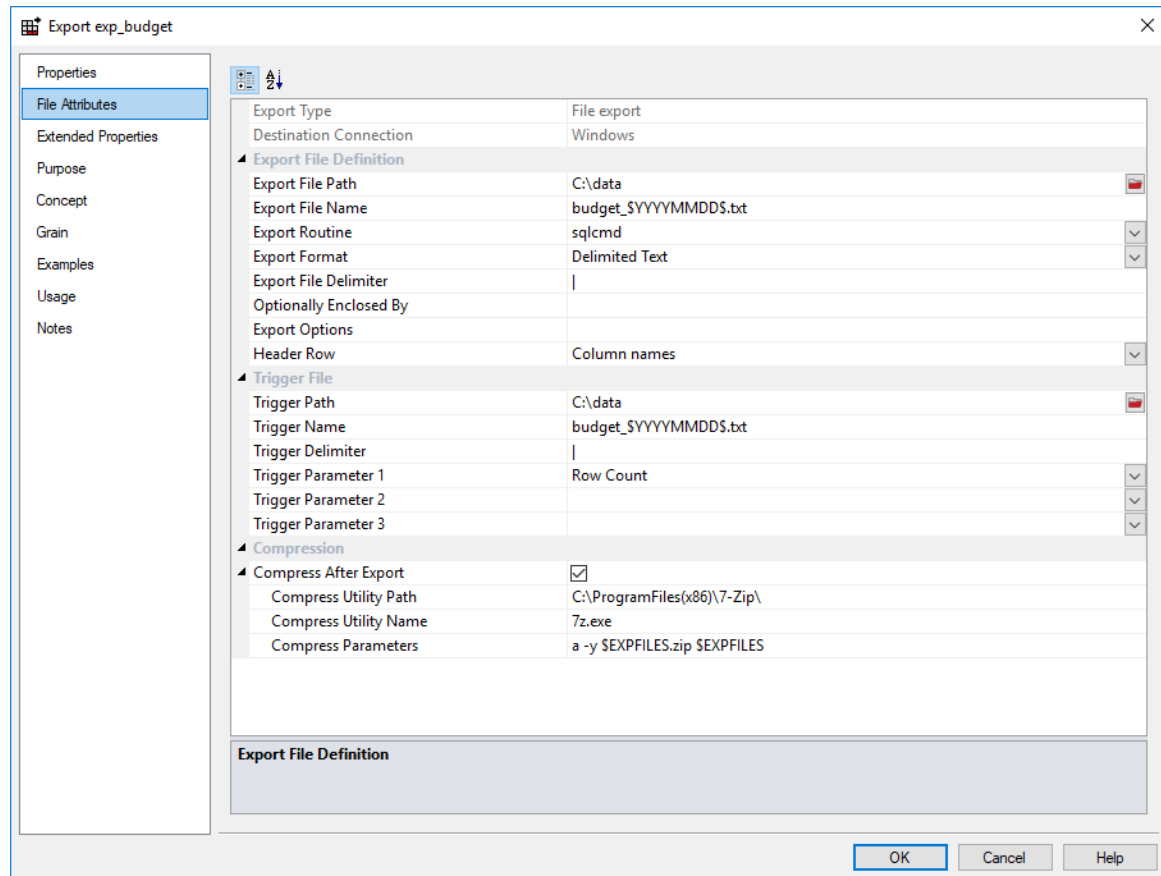 Export exp_budget
Properties
File Attributes
Extended Properties
Purpose
Concept
Grain
Examples
Usage
Notes
Export Type File export
Destination Connection Windows
Export File Definition
Export File Path C:\data
Export File Name budget_$YYYYMMDD$.txt
Export Routine sqlcmd
Export Format Delimited Text
Export File Delimiter |
Optionally Enclosed By
Export Options
Header Row Column names
Trigger File
Trigger Path C:\data
Trigger Name budget_$YYYYMMDD$.txt
Trigger Delimiter |
Trigger Parameter 1 Row Count
Trigger Parameter 2
Trigger Parameter 3
Compression
Compress After Export
Compress Utility Path C:\ProgramFiles(x86)\7-Zip\
Compress Utility Name 7z.exe
Compress Parameters a -y $EXPFILES.zip $EXPFILES
Export File Definition
OK Cancel Help